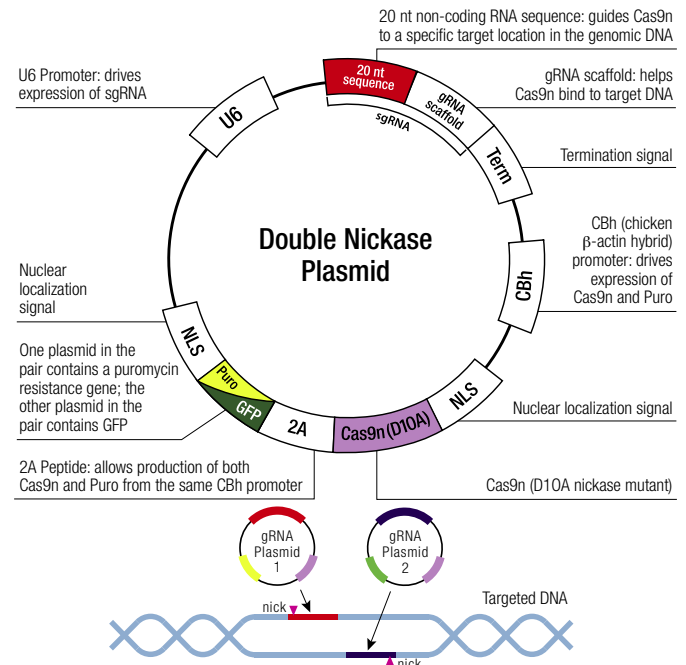 20 nt non-coding RNA sequence: guides Cas9n
to a specific target location in the genomic DNA
U6 Promoter: drives
expression of sgRNA
20 nt
sequence
gRNA
scaffold
gRNA scaffold: helps
Cas9n bind to target DNA
U6
sgRNA
Term
Termination signal
Double Nickase
Plasmid
CBh (chicken
β-actin hybrid)
promoter: drives
expression of
Cas9n and Puro
CBh
Nuclear
localization
signal
NLS
One plasmid in the
pair contains a puromycin
resistance gene; the
other plasmid in the
pair contains GFP
Puro
GFP
2A
Cas9n (D10A)
NLS
Nuclear localization signal
2A Peptide: allows production of both
Cas9n and Puro from the same CBh promoter
Cas9n (D10A nickase mutant)
gRNA
Plasmid
1
gRNA
Plasmid
2
nick
Targeted DNA
nick